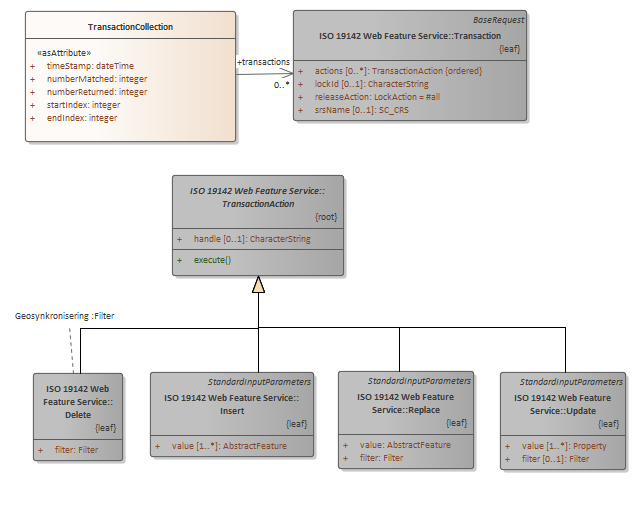 TransactionCollection
«asAttribute»
+ timeStamp: dateTime
+ numberMatched: integer
+ numberReturned: integer
+ startIndex: integer
+ endIndex: integer
+transactions
0..*
BaseRequest
ISO 19142 Web Feature Service::Transaction
{leaf}
+ actions [0..*]: TransactionAction {ordered}
+ lockId [0..1]: CharacterString
+ releaseAction: LockAction = #all
+ srsName [0..1]: SC_CRS
ISO 19142 Web Feature Service::
TransactionAction
{root}
+ handle [0..1]: CharacterString
+ execute()
Geosynkronisering :Filter
ISO 19142 Web
Feature Service::
Delete
{leaf}
+ filter: Filter
StandardInputParameters
ISO 19142 Web Feature Service::
Insert
{leaf}
+ value [1..*]: AbstractFeature
StandardInputParameters
ISO 19142 Web Feature
Service::Replace
{leaf}
+ value: AbstractFeature
+ filter: Filter
StandardInputParameters
ISO 19142 Web Feature
Service::Update
{leaf}
+ value [1..*]: Property
+ filter [0..1]: Filter